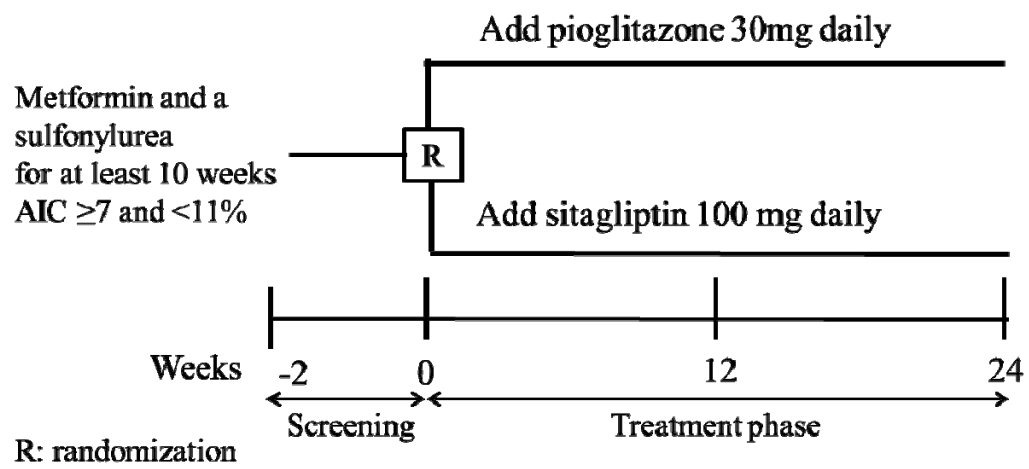 Add pioglitazone 30mg daily
Metformin and a
sulfonylurea
for at least 10 weeks
AIC ≥7 and <11%
R
Add sitagliptin 100 mg daily
Weeks -2 0 12 24
Screening Treatment phase
R: randomization